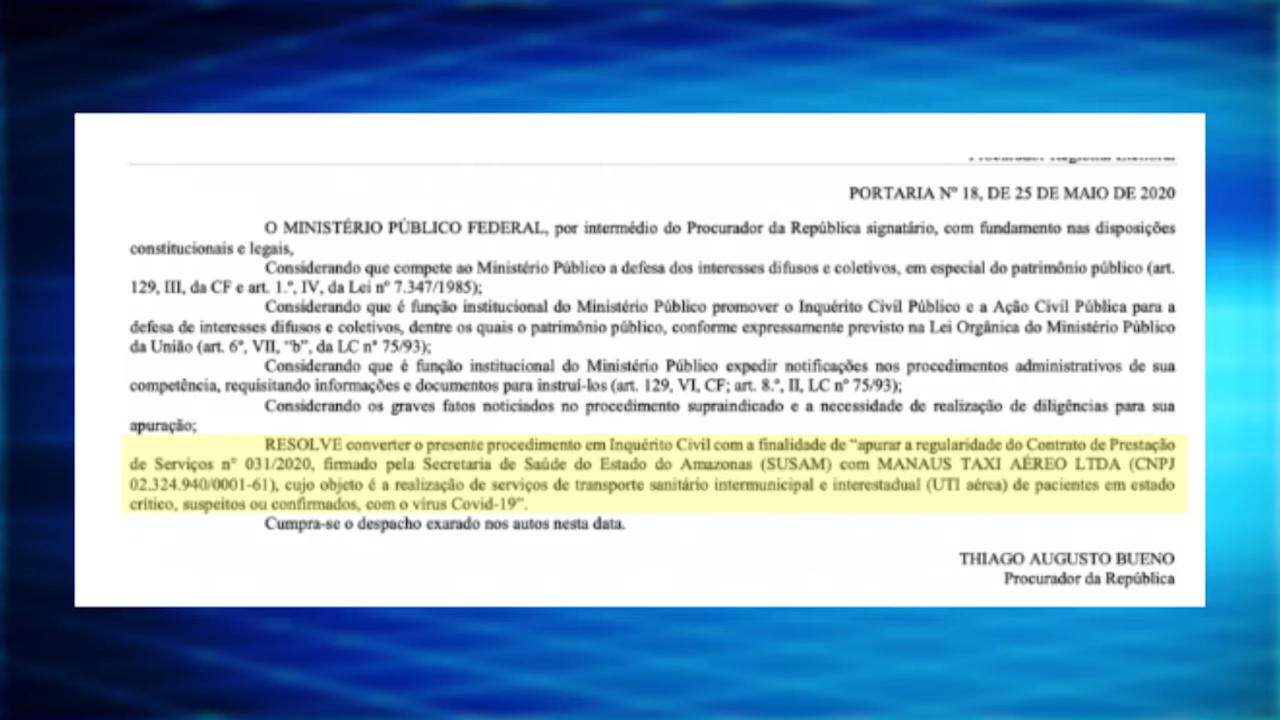 PORTARIA Nº 18, DE 25 DE MAIO DE 2020
O MINISTÉRIO PÚBLICO FEDERAL, por intermédio do Procurador da República signatário, com fundamento nas disposições
constitucionais e legais,
Considerando que compete ao Ministério Público a defesa dos interesses difusos e coletivos, em especial do patrimônio público (art.
129, III, da CF e art. 1.º, IV, da Lei nº 7.347/1985);
Considerando que é função institucional do Ministério Público promover o Inquérito Civil Público e a Ação Civil Pública para a
defesa de interesses difusos e coletivos, dentre os quais o patrimônio público, conforme expressamente previsto na Lei Orgânica do Ministério Público
da União (art. 6º, VII, “b”, da LC nº 75/93);
Considerando que é função institucional do Ministério Público expedir notificações nos procedimentos administrativos de sua
competência, requisitando informações e documentos para instruí-los (art. 129, VI, CF; art. 8.º, II, LC nº 75/93);
Considerando os graves fatos noticiados no procedimento supraindicado e a necessidade de realização de diligências para sua
apuração;
RESOLVE converter o presente procedimento em Inquérito Civil com a finalidade de “apurar a regularidade do Contrato de Prestação
de Serviços nº 031/2020, firmado pela Secretaria de Saúde do Estado do Amazonas (SUSAM) com MANAUS TAXI AÉREO LTDA (CNPJ
02.324.940/0001-61), cujo objeto é a realização de serviços de transporte sanitário intermunicipal e interestadual (UTI aérea) de pacientes em estado
crítico, suspeitos ou confirmados, com o vírus Covid-19”.
Cumpra-se o despacho exarado nos autos nesta data.
THIAGO AUGUSTO BUENO
Procurador da República